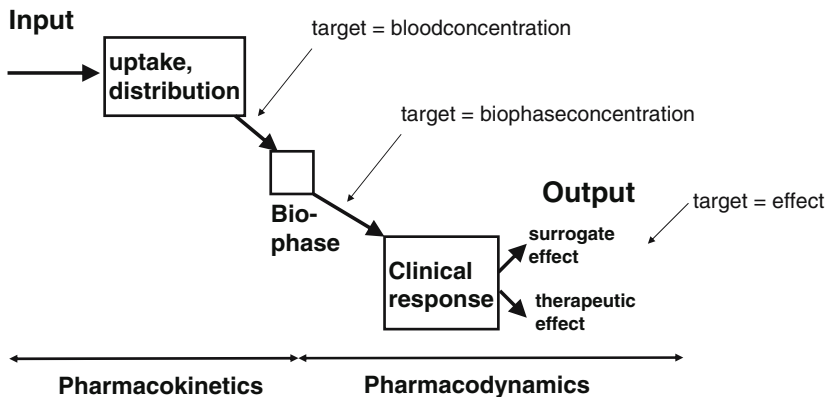 Input
target = bloodconcentration
uptake,
distribution
target = biophaseconcentration
Bio-
phase
Output
target = effect
surrogate
effect
Clinical
response
therapeutic
effect
Pharmacokinetics
Pharmacodynamics